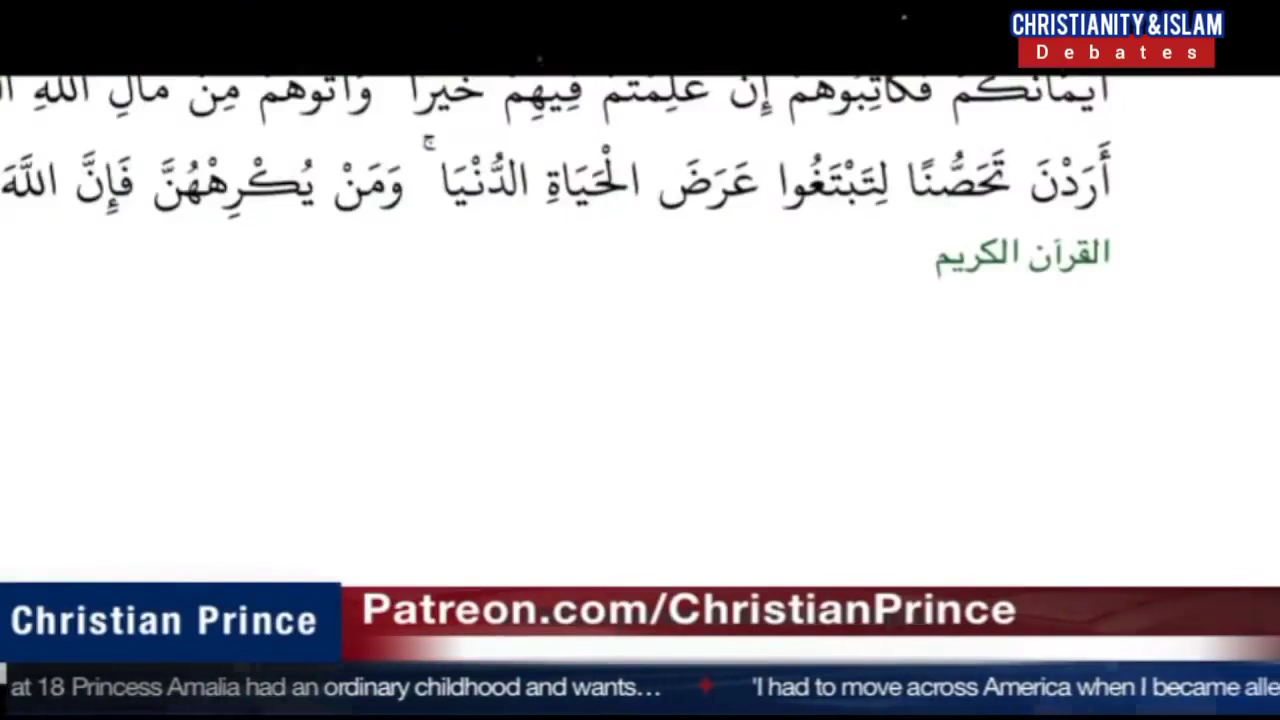 CHRISTIANITY & ISLAM
Debates
أَيْمَانُكُمْ فَكَاتِبُوهُمْ إِنْ عَلِمْتُمْ فِيهِمْ خَيْرًا وَآتُوهُمْ مِنْ مَالِ اللَّهِ
أَرَدْنَ تَحَصُّنًا لِتَبْتَغُوا عَرَضَ الْحَيَاةِ الدُّنْيَا ۚ وَمَنْ يُكْرِهْهُنَّ فَإِنَّ اللَّهَ
القرآن الكريم
Christian Prince
Patreon.com/ChristianPrince
at 18 Princess Amalia had an ordinary childhood and wants... 'I had to move across America when I became alle